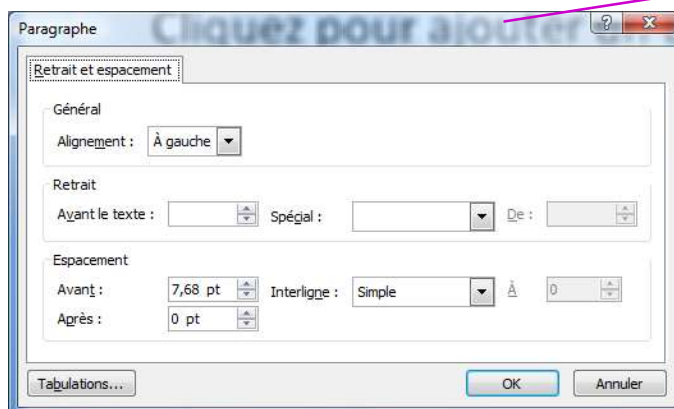 Cliquez pour ajouter un
Paragraphe
Retrait et espacement
Général
Alignement : À gauche
Retrait
Avant le texte : Spécial : De :
Espacement
Avant : 7,68 pt Interligne : Simple À 0
Après : 0 pt
Tabulations... OK Annuler